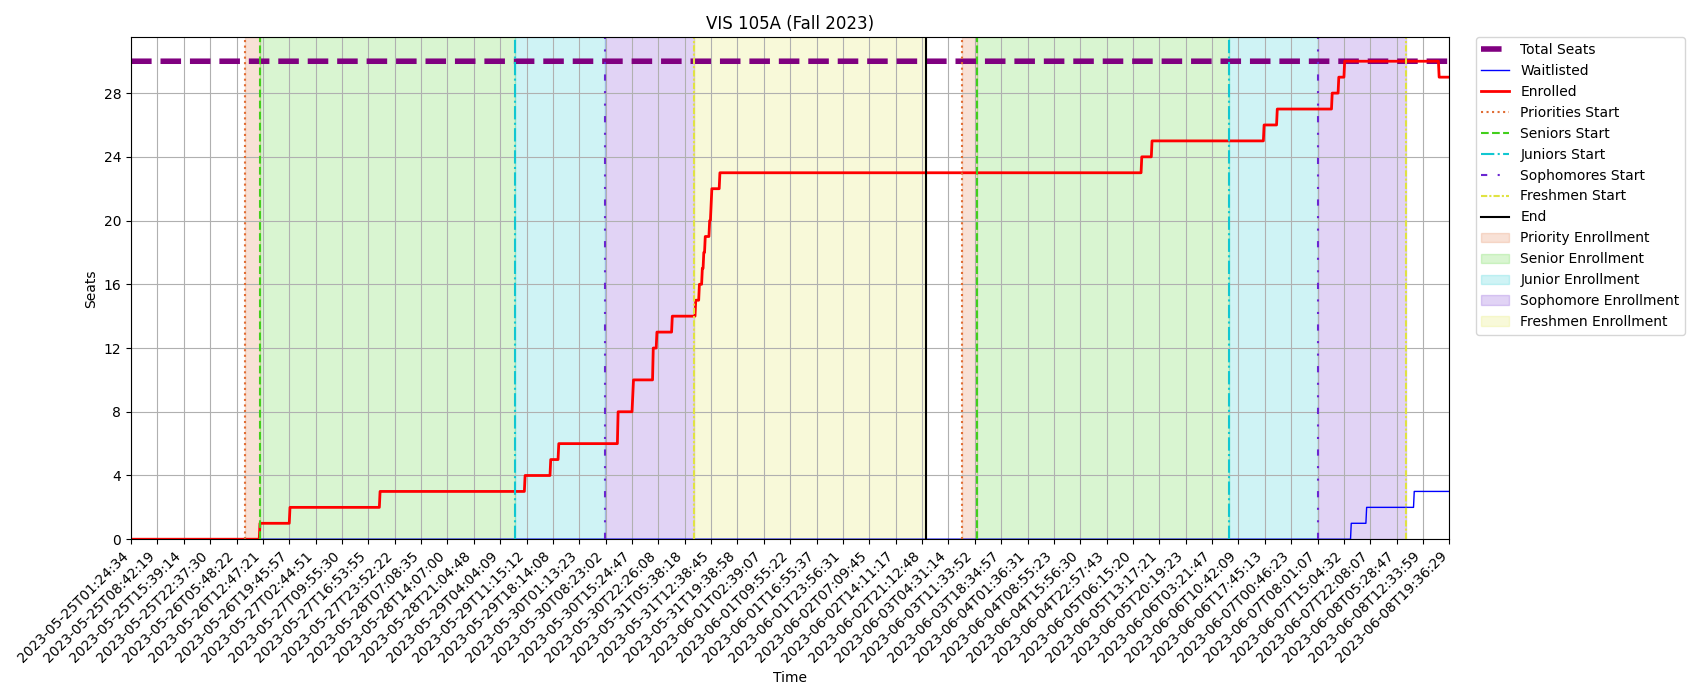 VIS 105A (Fall 2023)
Total Seats
Waitlisted
Enrolled
Priorities Start
Seniors Start
Juniors Start
Sophomores Start
Freshmen Start
End
Priority Enrollment
Senior Enrollment
Junior Enrollment
Sophomore Enrollment
Freshmen Enrollment
Seats
28
24
20
16
12
8
4
0
2023-05-25T01:24:34
2023-05-25T08:42:19
2023-05-25T15:39:14
2023-05-25T22:37:30
2023-05-26T05:48:22
2023-05-26T12:47:21
2023-05-26T19:45:57
2023-05-27T02:44:51
2023-05-27T09:55:30
2023-05-27T16:53:55
2023-05-27T23:52:22
2023-05-28T07:08:35
2023-05-28T14:07:00
2023-05-28T21:04:48
2023-05-29T04:04:09
2023-05-29T11:15:12
2023-05-29T18:14:08
2023-05-30T01:13:23
2023-05-30T08:23:02
2023-05-30T15:24:47
2023-05-30T22:26:08
2023-05-31T05:38:18
2023-05-31T12:38:45
2023-05-31T19:38:58
2023-06-01T02:39:07
2023-06-01T09:55:22
2023-06-01T16:55:37
2023-06-01T23:56:31
2023-06-02T07:09:45
2023-06-02T14:11:17
2023-06-02T21:12:48
2023-06-03T04:31:14
2023-06-03T11:33:52
2023-06-03T18:34:57
2023-06-04T01:36:31
2023-06-04T08:55:23
2023-06-04T15:56:30
2023-06-04T22:57:43
2023-06-05T06:15:20
2023-06-05T13:17:21
2023-06-05T20:19:23
2023-06-06T03:21:47
2023-06-06T10:42:09
2023-06-06T17:45:13
2023-06-07T00:46:23
2023-06-07T08:01:07
2023-06-07T15:04:32
2023-06-07T22:08:07
2023-06-08T05:28:47
2023-06-08T12:33:59
2023-06-08T19:36:29
Time